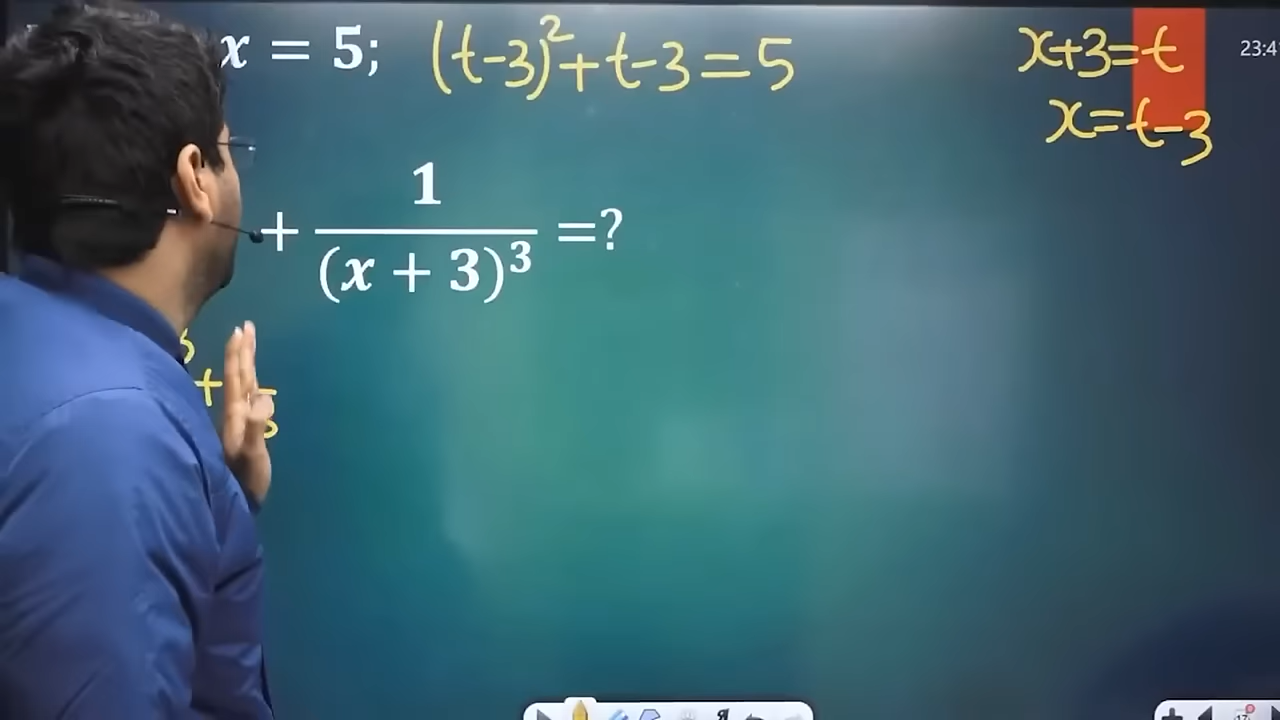 x = 5; (t-3)²+t-3=5 x+3=t
x=t-3
23:4
+ 1/(x + 3)³ =?
+